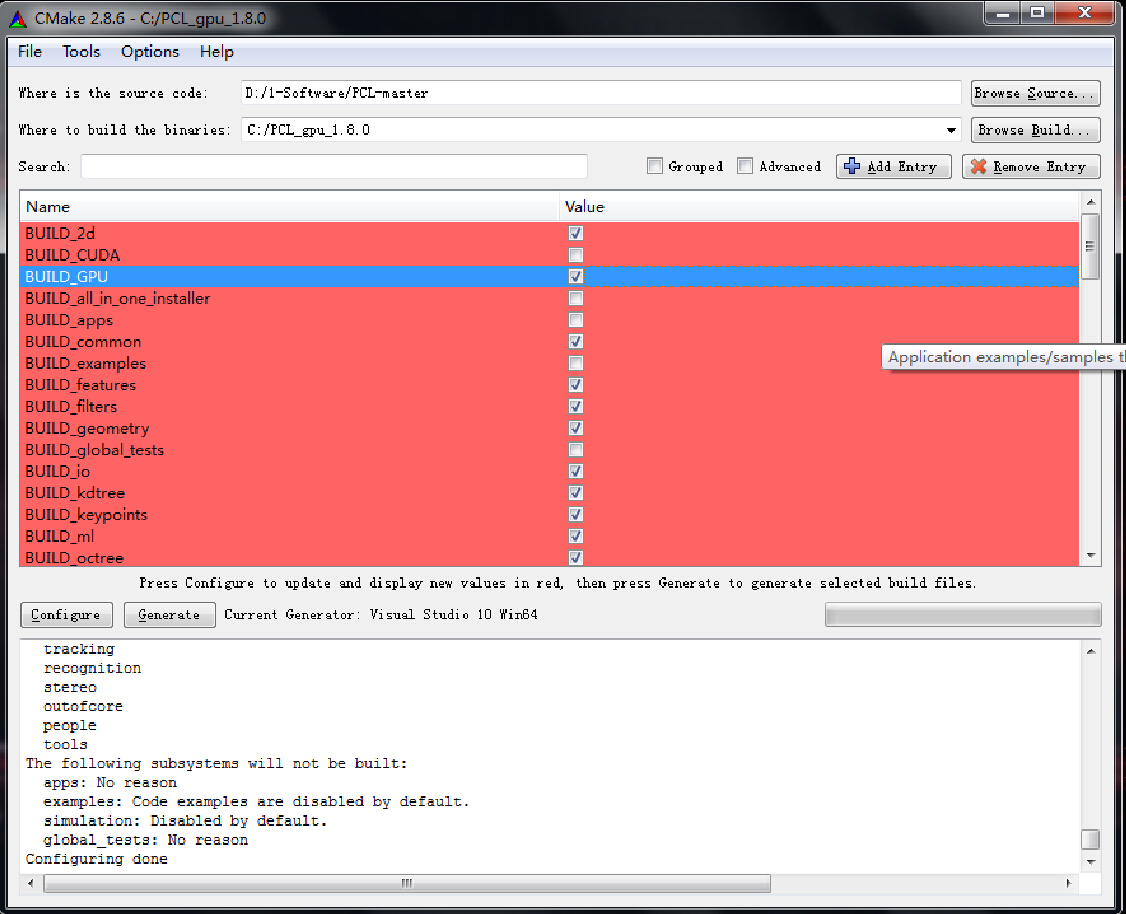 CMake 2.8.6 - C:/PCL_gpu_1.8.0
File Tools Options Help
Where is the source code: D:/1-Software/PCL-master Browse Source...
Where to build the binaries: C:/PCL_gpu_1.8.0 Browse Build...
Search: Grouped Advanced Add Entry Remove Entry
Name Value
BUILD_2d
BUILD_CUDA
BUILD_GPU
BUILD_all_in_one_installer
BUILD_apps
BUILD_common
Application examples/samples th
BUILD_examples
BUILD_features
BUILD_filters
BUILD_geometry
BUILD_global_tests
BUILD_io
BUILD_kdtree
BUILD_keypoints
BUILD_ml
BUILD_octree
Press Configure to update and display new values in red, then press Generate to generate selected build files.
Configure Generate Current Generator: Visual Studio 10 Win64
tracking
recognition
stereo
outofcore
people
tools
The following subsystems will not be built:
apps: No reason
examples: Code examples are disabled by default.
simulation: Disabled by default.
global_tests: No reason
Configuring done